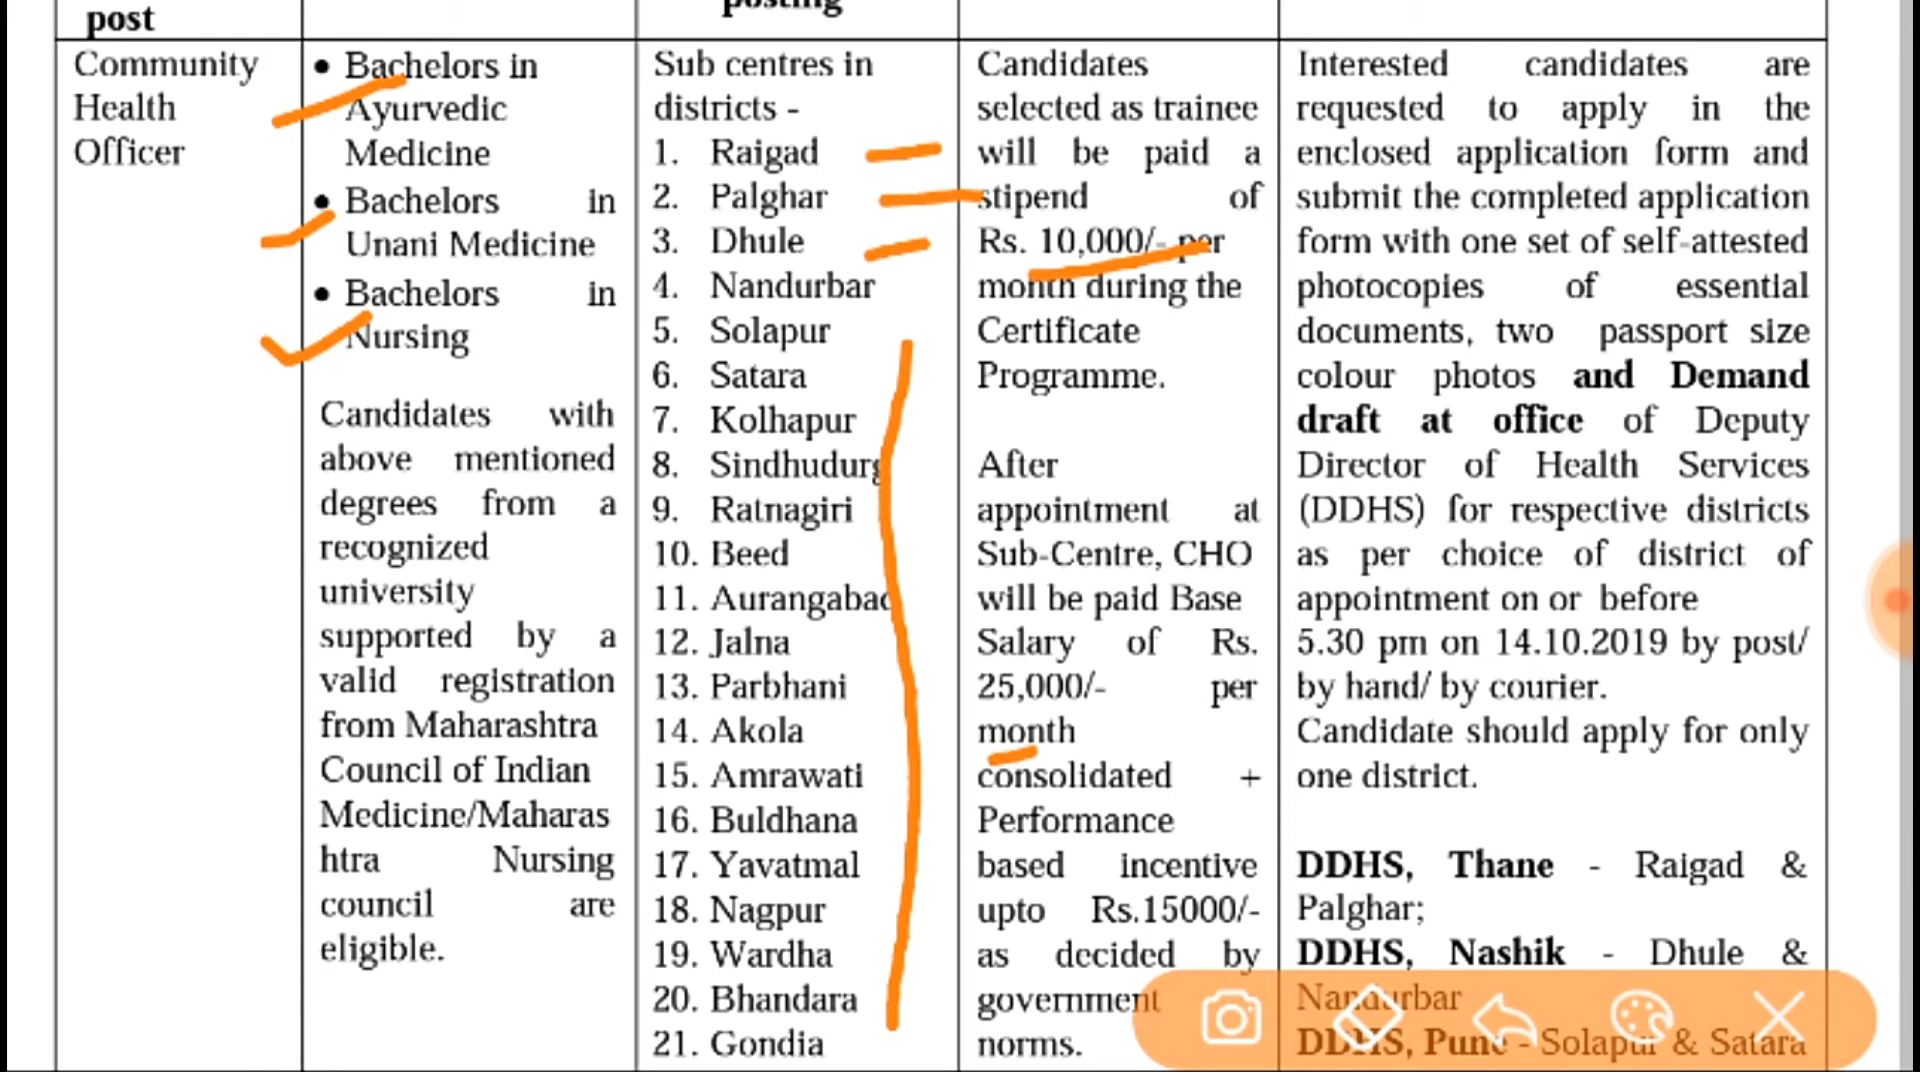 post
posting
Community
Health
Officer
• Bachelors in
Ayurvedic
Medicine
• Bachelors in
Unani Medicine
• Bachelors in
Nursing
Candidates with
above mentioned
degrees from a
recognized
university
supported by a
valid registration
from Maharashtra
Council of Indian
Medicine/Maharas
htra Nursing
council are
eligible.
Sub centres in
districts -
1. Raigad
2. Palghar
3. Dhule
4. Nandurbar
5. Solapur
6. Satara
7. Kolhapur
8. Sindhudurg
9. Ratnagiri
10. Beed
11. Aurangabad
12. Jalna
13. Parbhani
14. Akola
15. Amrawati
16. Buldhana
17. Yavatmal
18. Nagpur
19. Wardha
20. Bhandara
21. Gondia
Candidates
selected as trainee
will be paid a
stipend of
Rs. 10,000/- per
month during the
Certificate
Programme.
After
appointment at
Sub-Centre, CHO
will be paid Base
Salary of Rs.
25,000/- per
month
consolidated +
Performance
based incentive
upto Rs.15000/-
as decided by
government
norms.
Interested candidates are
requested to apply in the
enclosed application form and
submit the completed application
form with one set of self-attested
photocopies of essential
documents, two passport size
colour photos and Demand
draft at office of Deputy
Director of Health Services
(DDHS) for respective districts
as per choice of district of
appointment on or before
5.30 pm on 14.10.2019 by post/
by hand/ by courier.
Candidate should apply for only
one district.
DDHS, Thane - Raigad &
Palghar;
DDHS, Nashik - Dhule &
Nandurbar
DDHS, Pune - Solapur & Satara